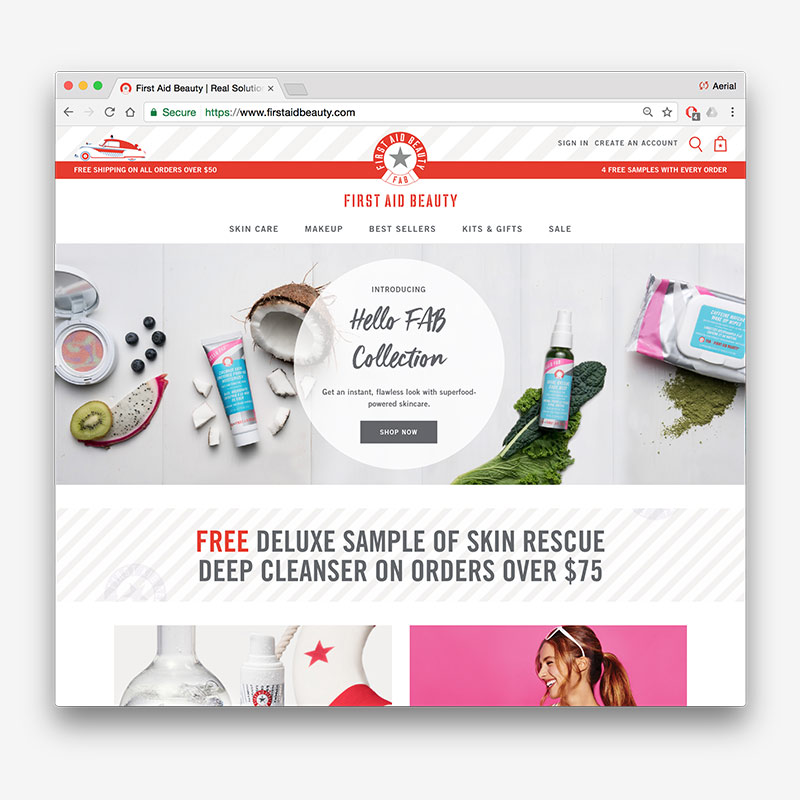 First Aid Beauty | Real Solutio
Aerial
Secure
https://www.firstaidbeauty.com
4
SIGN IN
CREATE AN ACCOUNT
FIRST AID BEAUTY
FAB
FREE SHIPPING ON ALL ORDERS OVER $50
4 FREE SAMPLES WITH EVERY ORDER
FIRST AID BEAUTY
SKIN CARE
MAKEUP
BEST SELLERS
KITS & GIFTS
SALE
INTRODUCING
Hello FAB
Collection
Get an instant, flawless look with superfood-
powered skincare.
SHOP NOW
FREE DELUXE SAMPLE OF SKIN RESCUE
DEEP CLEANSER ON ORDERS OVER $75